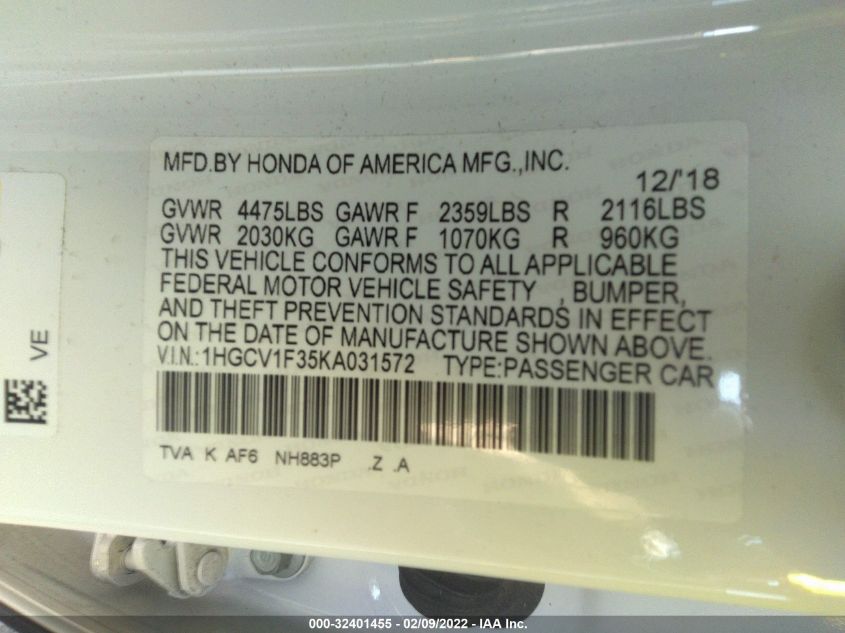 MFD.BY HONDA OF AMERICA MFG.,INC.
12/'18
GVWR 4475LBS GAWR F 2359LBS R 2116LBS
GVWR 2030KG GAWR F 1070KG R 960KG
THIS VEHICLE CONFORMS TO ALL APPLICABLE
FEDERAL MOTOR VEHICLE SAFETY , BUMPER,
AND THEFT PREVENTION STANDARDS IN EFFECT
ON THE DATE OF MANUFACTURE SHOWN ABOVE.
V.I.N.:1HGCV1F35KA031572 TYPE:PASSENGER CAR
TVA K AF6 NH883P .Z .A
VE
000-32401455 - 02/09/2022 - IAA Inc.